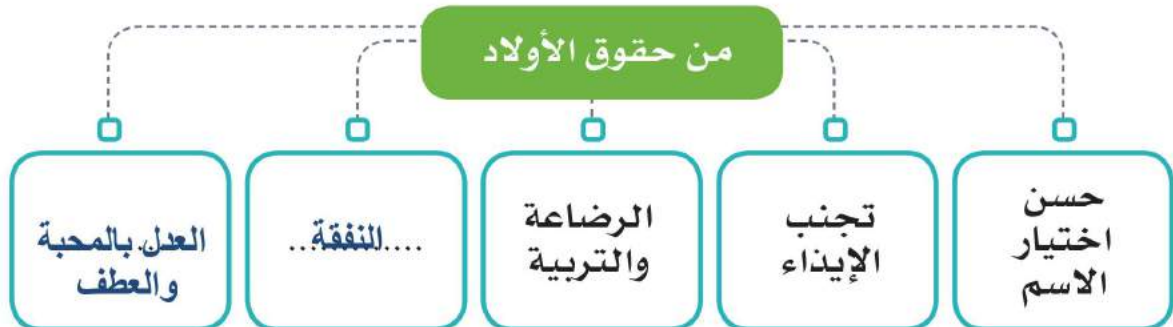 من حقوق الأولاد
حسن
اختيار
الاسم
تجنب
الإيذاء
الرضاعة
والتربية
....النفقة..
العدل.بالمحبة
والعطف